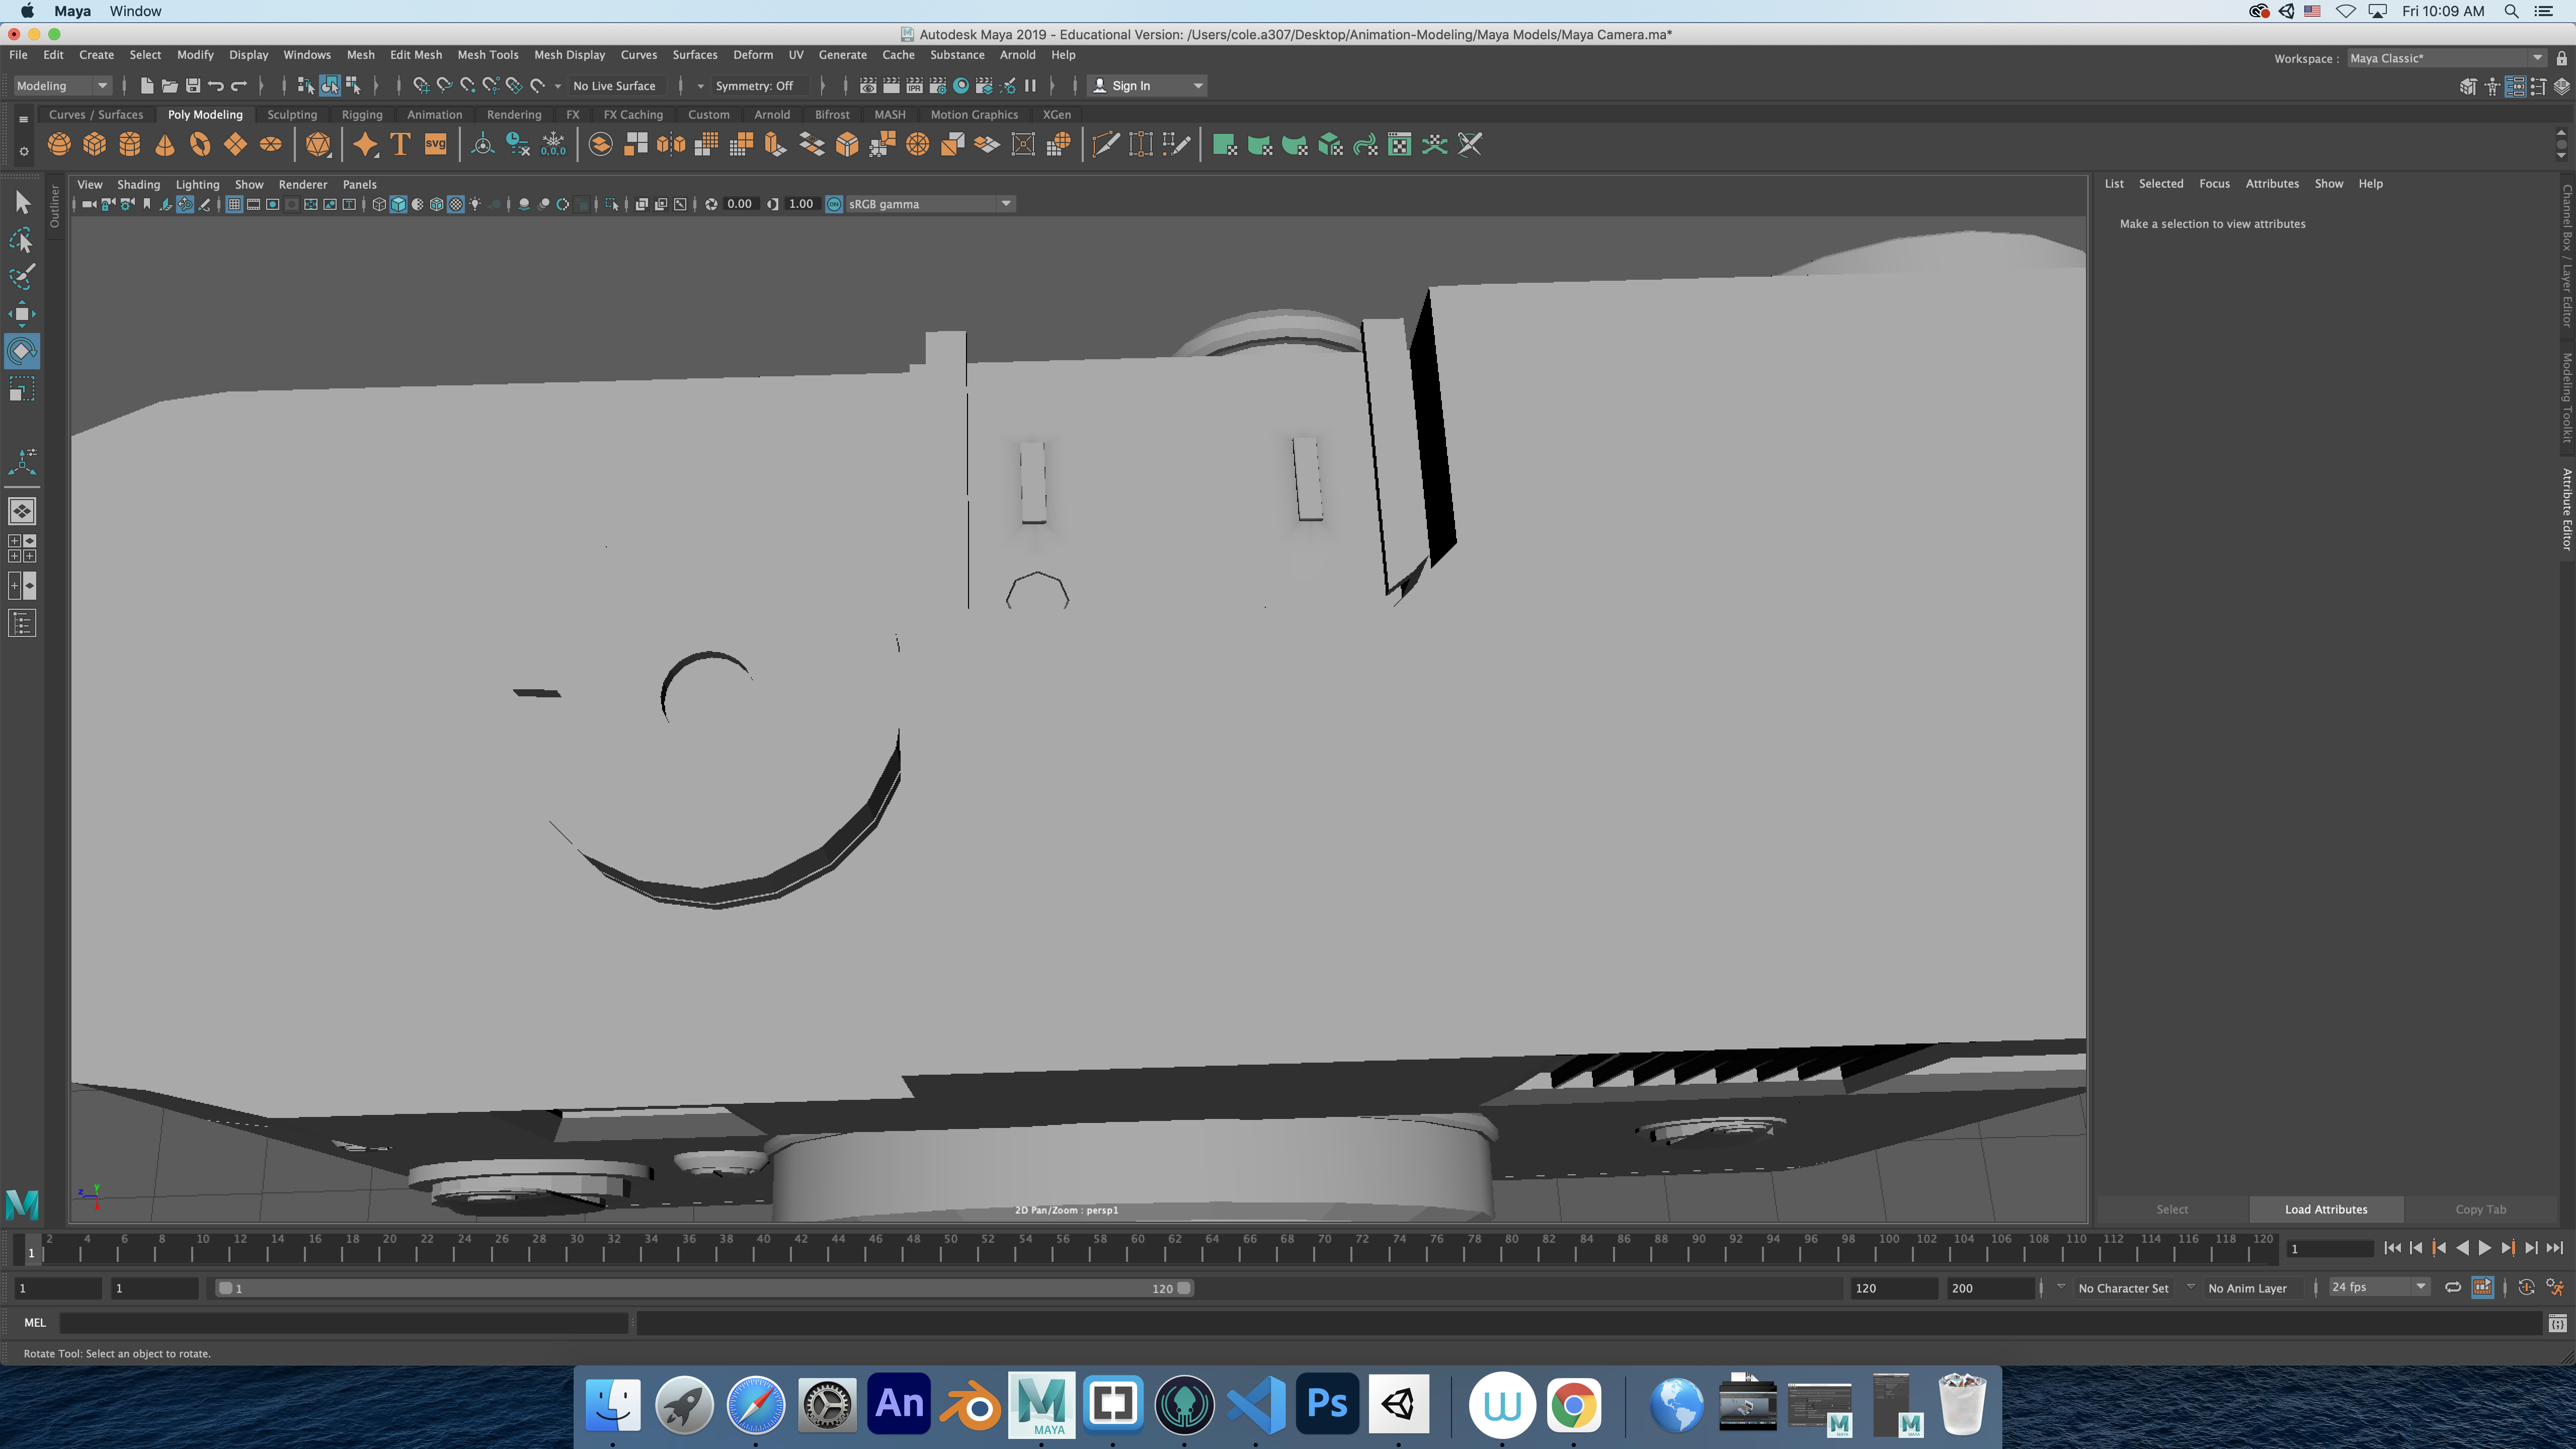 Maya Window Fri 10:09 AM
Autodesk Maya 2019 - Educational Version: /Users/cole.a307/Desktop/Animation-Modeling/Maya Models/Maya Camera.ma*
File Edit Create Select Modify Display Windows Mesh Edit Mesh Mesh Tools Mesh Display Curves Surfaces Deform UV Generate Cache Substance Arnold Help Workspace : Maya Classic*
Modeling No Live Surface Symmetry: Off IPR Sign In
Curves / Surfaces Poly Modeling Sculpting Rigging Animation Rendering FX FX Caching Custom Arnold Bifrost MASH Motion Graphics XGen
T svg 0,0,0
Outliner
View Shading Lighting Show Renderer Panels
0.00 1.00 ON sRGB gamma
List Selected Focus Attributes Show Help
Make a selection to view attributes
Channel Box / Layer Editor
Modeling Toolkit
Attribute Editor
z y
2D Pan/Zoom : persp1
Select Load Attributes Copy Tab
1 2 4 6 8 10 12 14 16 18 20 22 24 26 28 30 32 34 36 38 40 42 44 46 48 50 52 54 56 58 60 62 64 66 68 70 72 74 76 78 80 82 84 86 88 90 92 94 96 98 100 102 104 106 108 110 112 114 116 118 120 1
1 1 1 120 120 200 No Character Set No Anim Layer 24 fps
MEL
Rotate Tool: Select an object to rotate.
An MAYA Ps W